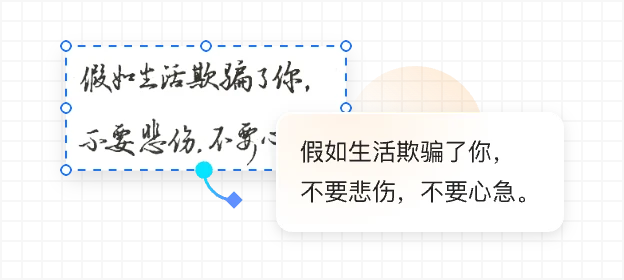 假如生活欺骗了你，
不要悲伤，不要心
假如生活欺骗了你，
不要悲伤，不要心急。